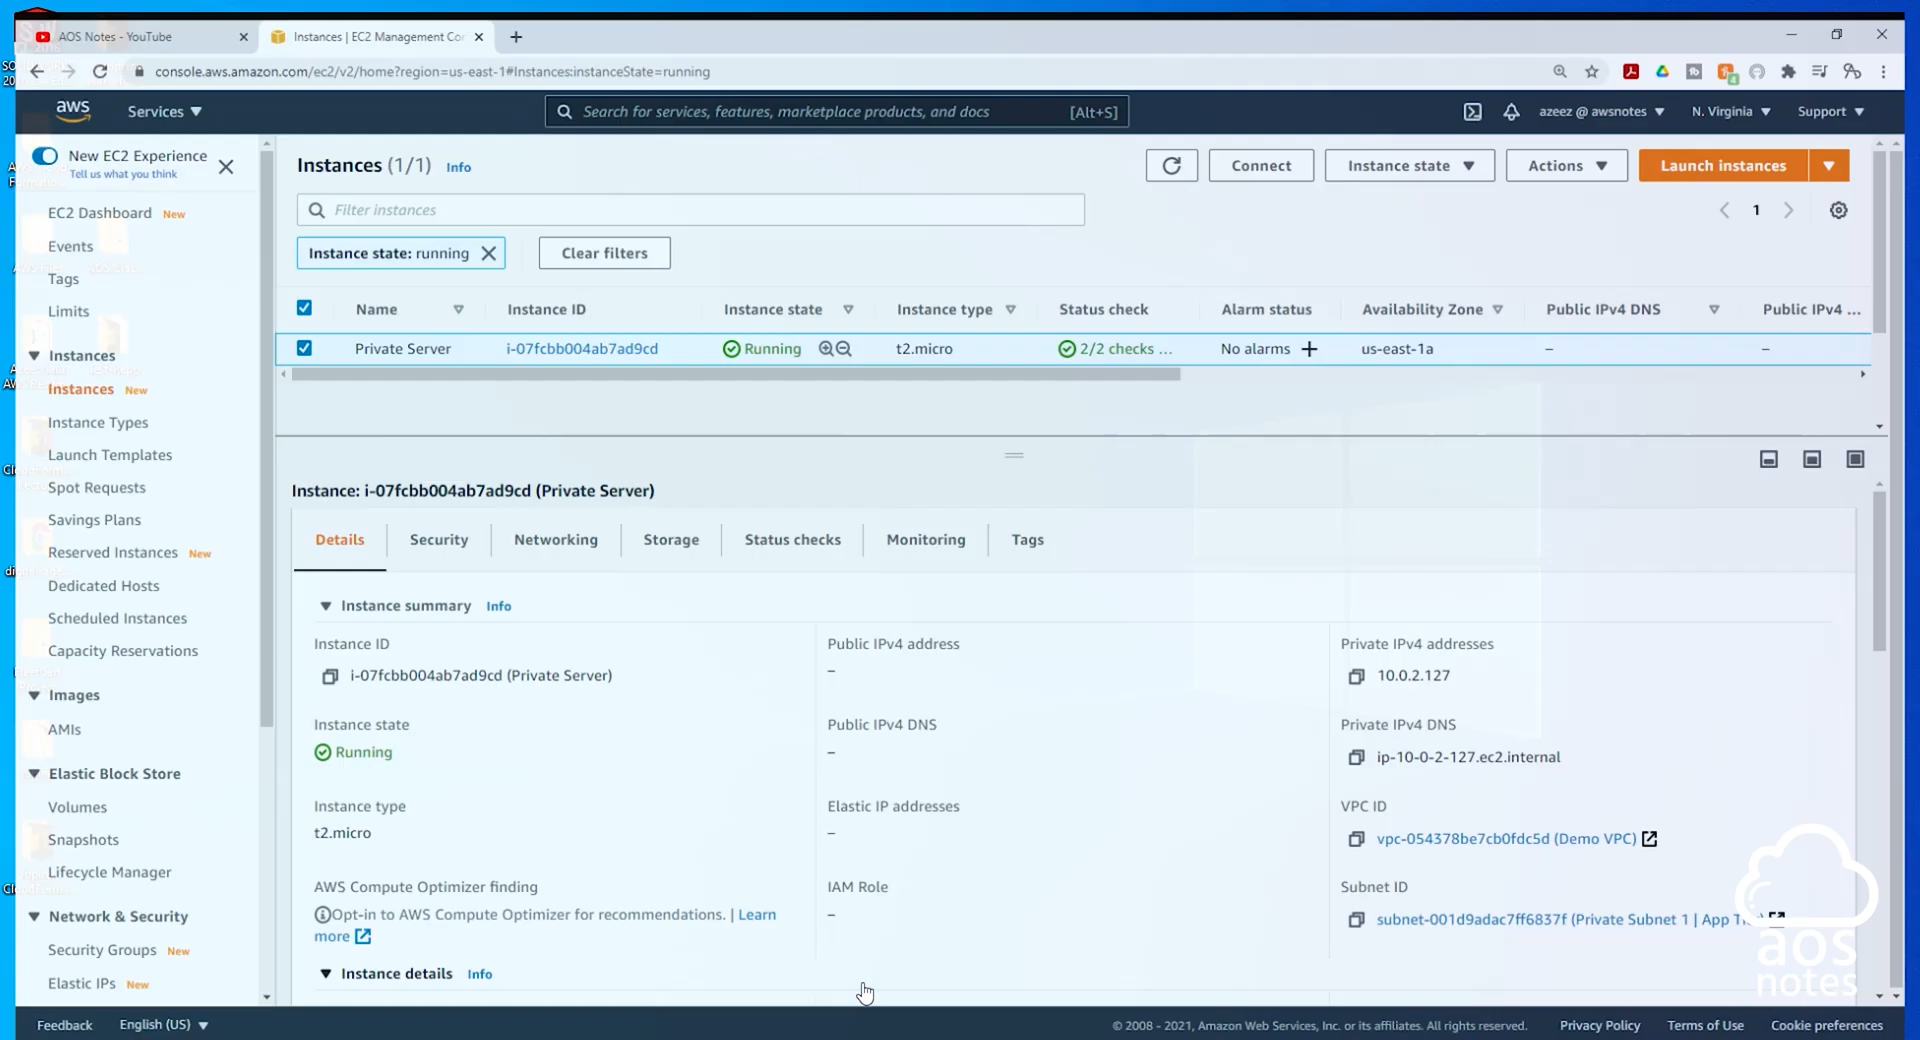 AOS Notes - YouTube
Instances | EC2 Management Con
console.aws.amazon.com/ec2/v2/home?region=us-east-1#Instances:instanceState=running
aws
Services
Search for services, features, marketplace products, and docs [Alt+S]
azeez @ awsnotes
N. Virginia
Support
New EC2 Experience
Tell us what you think
EC2 Dashboard New
Events
Tags
Limits
Instances
Instances New
Instance Types
Launch Templates
Spot Requests
Savings Plans
Reserved Instances New
Dedicated Hosts
Scheduled Instances
Capacity Reservations
Images
AMIs
Elastic Block Store
Volumes
Snapshots
Lifecycle Manager
Network & Security
Security Groups New
Elastic IPs New
Instances (1/1) Info
Connect
Instance state
Actions
Launch instances
Filter instances
1
Instance state: running
Clear filters
Name Instance ID Instance state Instance type Status check Alarm status Availability Zone Public IPv4 DNS Public IPv4 ...
Private Server i-07fcbb004ab7ad9cd Running t2.micro 2/2 checks ... No alarms + us-east-1a – –
Instance: i-07fcbb004ab7ad9cd (Private Server)
Details Security Networking Storage Status checks Monitoring Tags
Instance summary Info
Instance ID
i-07fcbb004ab7ad9cd (Private Server)
Public IPv4 address
–
Private IPv4 addresses
10.0.2.127
Instance state
Running
Public IPv4 DNS
–
Private IPv4 DNS
ip-10-0-2-127.ec2.internal
Instance type
t2.micro
Elastic IP addresses
–
VPC ID
vpc-054378be7cb0fdc5d (Demo VPC)
AWS Compute Optimizer finding
Opt-in to AWS Compute Optimizer for recommendations. | Learn
more
IAM Role
–
Subnet ID
subnet-001d9adac7ff6837f (Private Subnet 1 | App
Instance details Info
aos
notes
Feedback
English (US)
© 2008 - 2021, Amazon Web Services, Inc. or its affiliates. All rights reserved.
Privacy Policy
Terms of Use
Cookie preferences